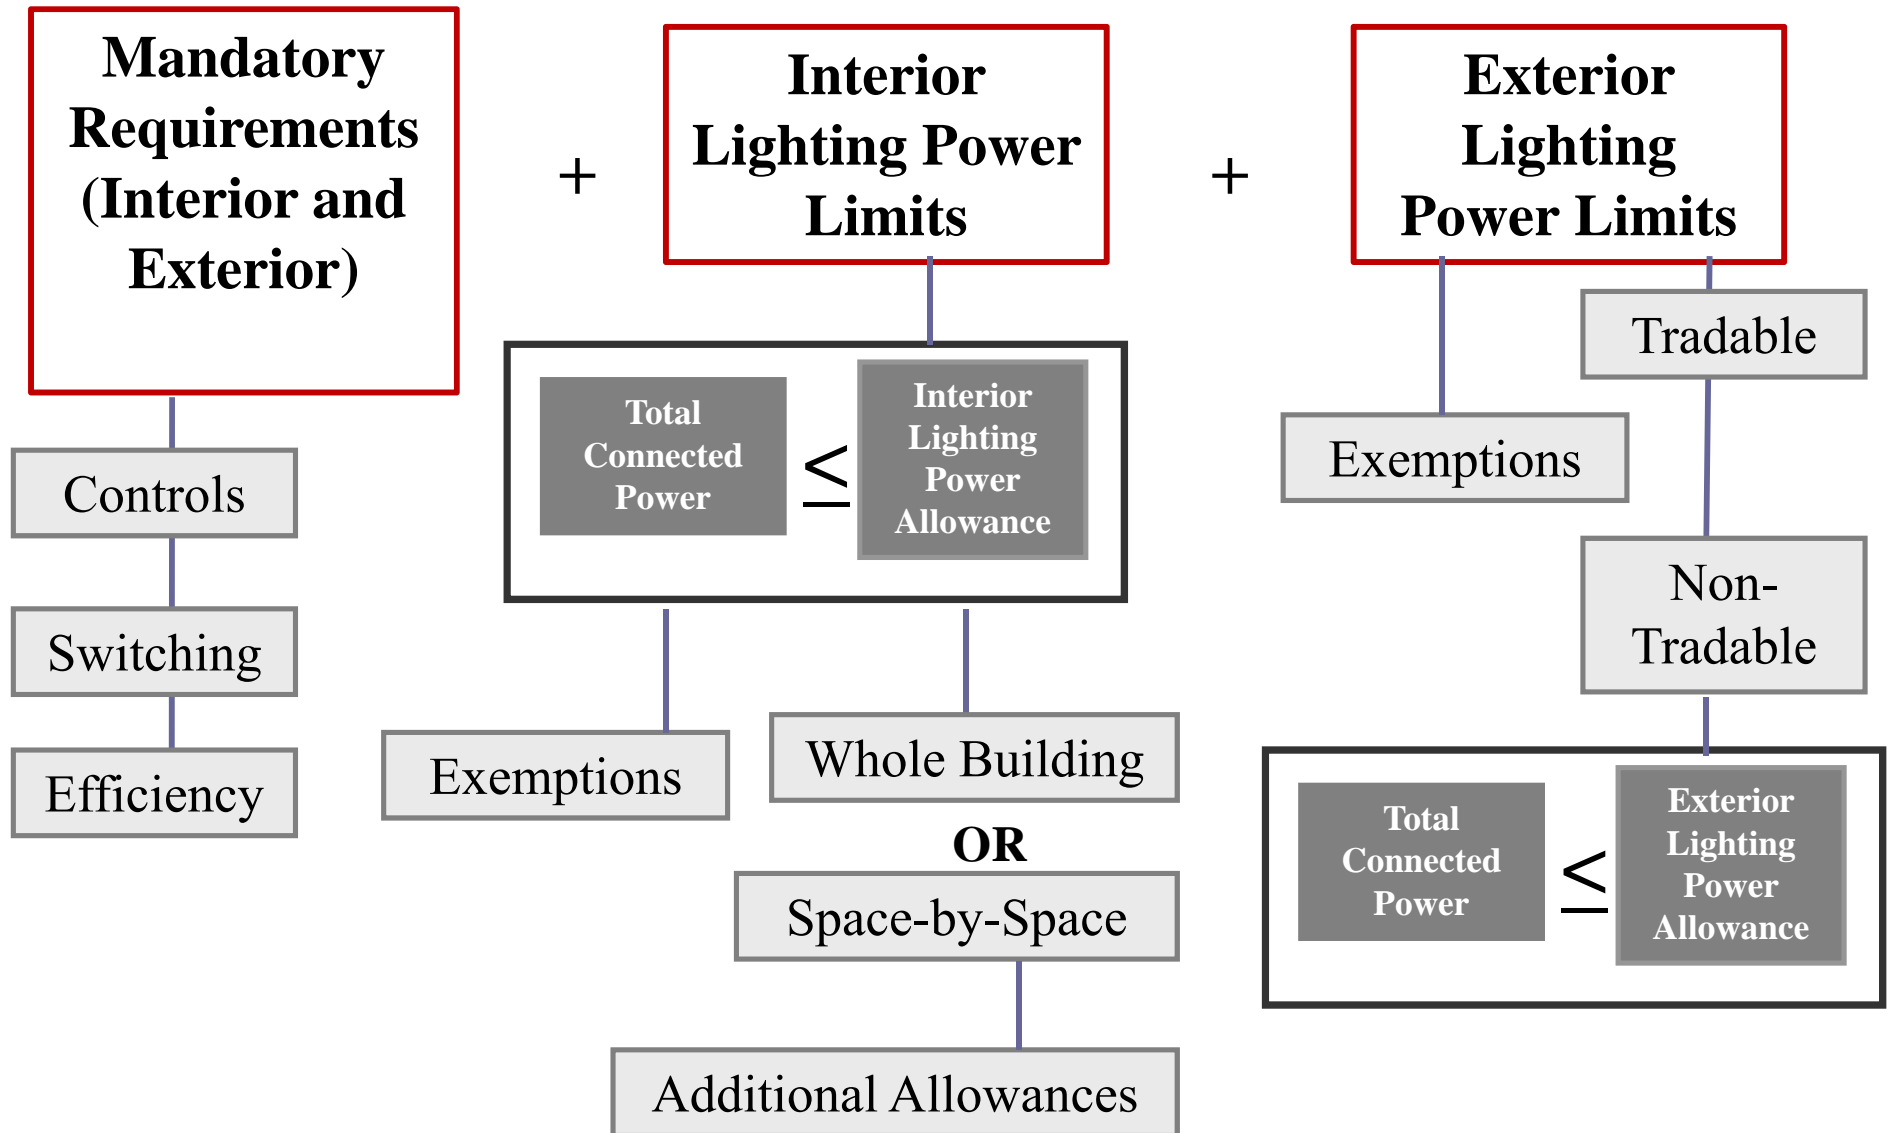 Mandatory
Requirements
(Interior and
Exterior)
+
Interior
Lighting Power
Limits
+
Exterior
Lighting
Power Limits
Controls
Switching
Efficiency
Total
Connected
Power
≤
Interior
Lighting
Power
Allowance
Exemptions
Whole Building
OR
Space-by-Space
Additional Allowances
Tradable
Exemptions
Non-
Tradable
Total
Connected
Power
≤
Exterior
Lighting
Power
Allowance